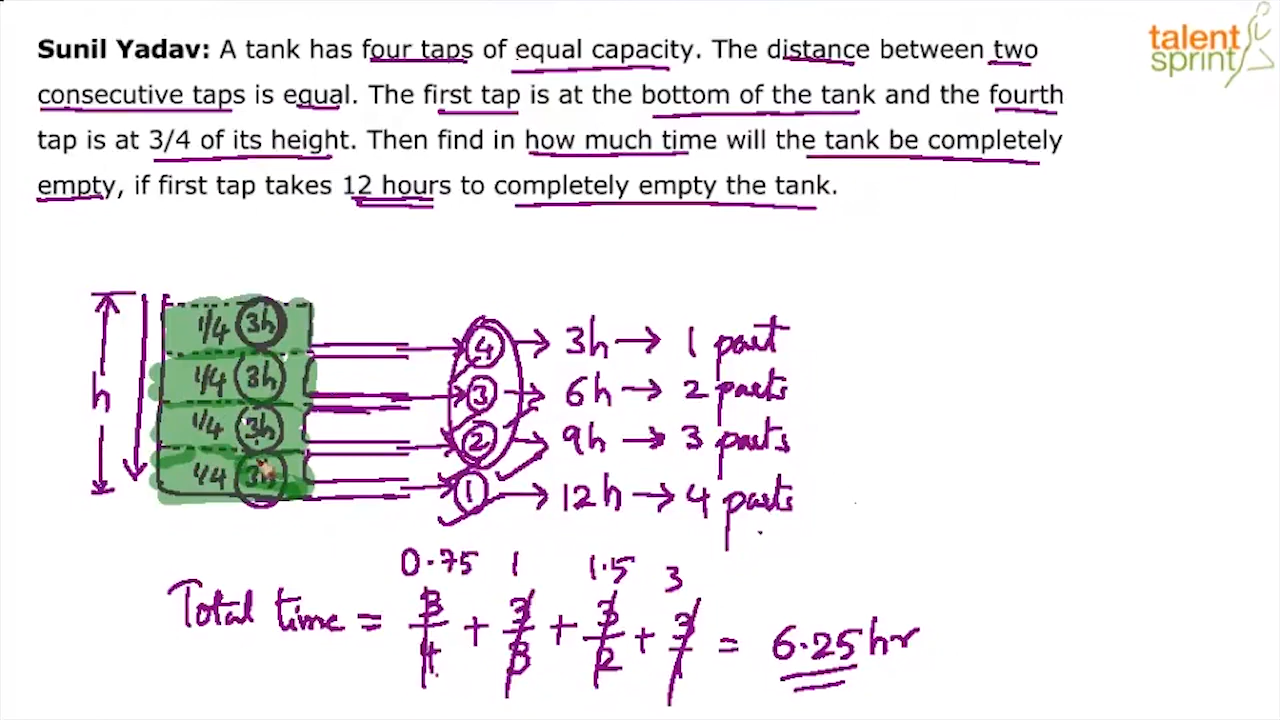 Sunil Yadav: A tank has four taps of equal capacity. The distance between two
consecutive taps is equal. The first tap is at the bottom of the tank and the fourth
tap is at 3/4 of its height. Then find in how much time will the tank be completely
empty, if first tap takes 12 hours to completely empty the tank.
talent
sprint
h
1/4 3h
1/4 3h
1/4 3h
1/4 3h
4 → 3h → 1 part
3 → 6h → 2 parts
2 → 9h → 3 parts
1 → 12h → 4 parts
0.75 1 1.5 3
Total time = 3/4 + 3/3 + 3/2 + 3/1 = 6.25 hr